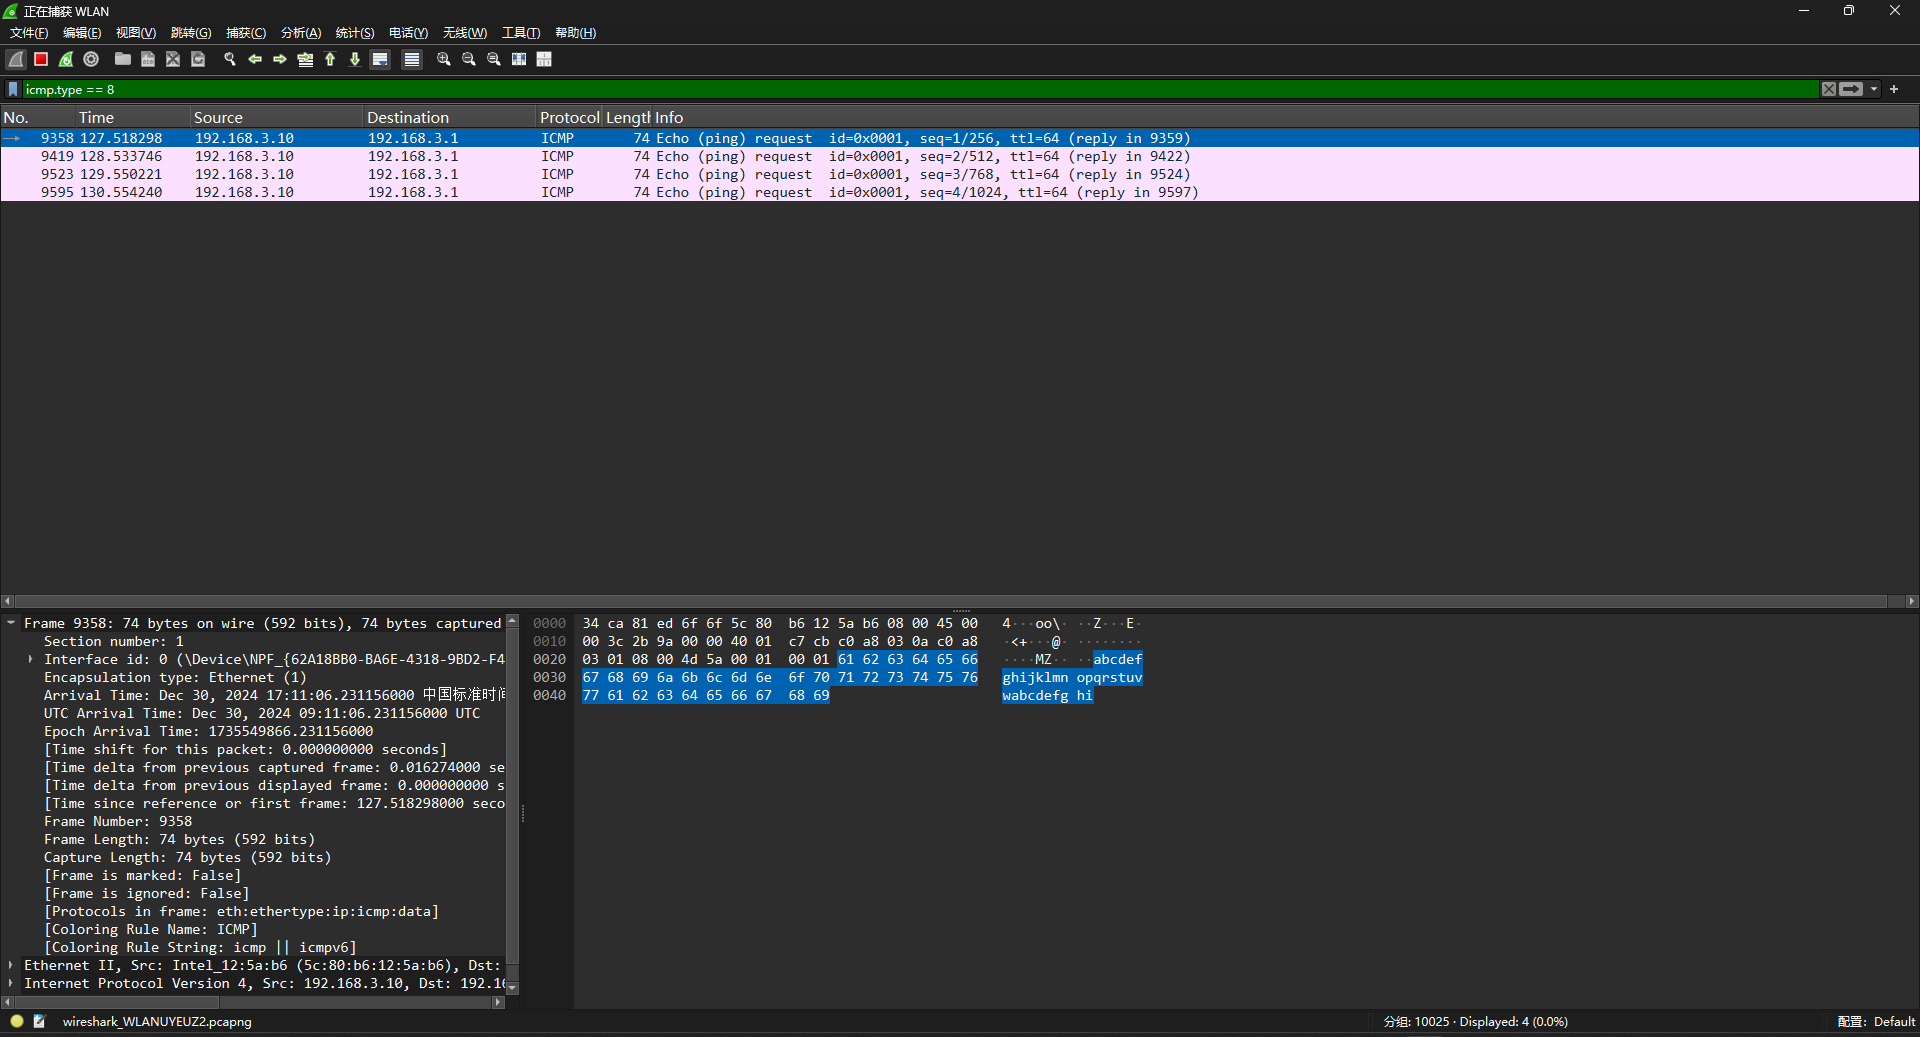 正在捕获 WLAN
文件(F) 编辑(E) 视图(V) 跳转(G) 捕获(C) 分析(A) 统计(S) 电话(Y) 无线(W) 工具(T) 帮助(H)
icmp.type == 8
No. Time Source Destination Protocol Length Info
9358 127.518298 192.168.3.10 192.168.3.1 ICMP 74 Echo (ping) request id=0x0001, seq=1/256, ttl=64 (reply in 9359)
9419 128.533746 192.168.3.10 192.168.3.1 ICMP 74 Echo (ping) request id=0x0001, seq=2/512, ttl=64 (reply in 9422)
9523 129.550221 192.168.3.10 192.168.3.1 ICMP 74 Echo (ping) request id=0x0001, seq=3/768, ttl=64 (reply in 9524)
9595 130.554240 192.168.3.10 192.168.3.1 ICMP 74 Echo (ping) request id=0x0001, seq=4/1024, ttl=64 (reply in 9597)
Frame 9358: 74 bytes on wire (592 bits), 74 bytes captured
Section number: 1
Interface id: 0 (\Device\NPF_{62A18BB0-BA6E-4318-9BD2-F4
Encapsulation type: Ethernet (1)
Arrival Time: Dec 30, 2024 17:11:06.231156000 中国标准时间
UTC Arrival Time: Dec 30, 2024 09:11:06.231156000 UTC
Epoch Arrival Time: 1735549866.231156000
[Time shift for this packet: 0.000000000 seconds]
[Time delta from previous captured frame: 0.016274000 se
[Time delta from previous displayed frame: 0.000000000 s
[Time since reference or first frame: 127.518298000 seco
Frame Number: 9358
Frame Length: 74 bytes (592 bits)
Capture Length: 74 bytes (592 bits)
[Frame is marked: False]
[Frame is ignored: False]
[Protocols in frame: eth:ethertype:ip:icmp:data]
[Coloring Rule Name: ICMP]
[Coloring Rule String: icmp || icmpv6]
Ethernet II, Src: Intel_12:5a:b6 (5c:80:b6:12:5a:b6), Dst:
Internet Protocol Version 4, Src: 192.168.3.10, Dst: 192.16
0000 34 ca 81 ed 6f 6f 5c 80 b6 12 5a b6 08 00 45 00 4···oo\· ··Z···E·
0010 00 3c 2b 9a 00 00 40 01 c7 cb c0 a8 03 0a c0 a8 ·<+···@· ········
0020 03 01 08 00 4d 5a 00 01 00 01 61 62 63 64 65 66 ····MZ·· ··abcdef
0030 67 68 69 6a 6b 6c 6d 6e 6f 70 71 72 73 74 75 76 ghijklmn opqrstuv
0040 77 61 62 63 64 65 66 67 68 69 wabcdefg hi
wireshark_WLANUYEUZ2.pcapng
分组: 10025 · Displayed: 4 (0.0%)
配置: Default